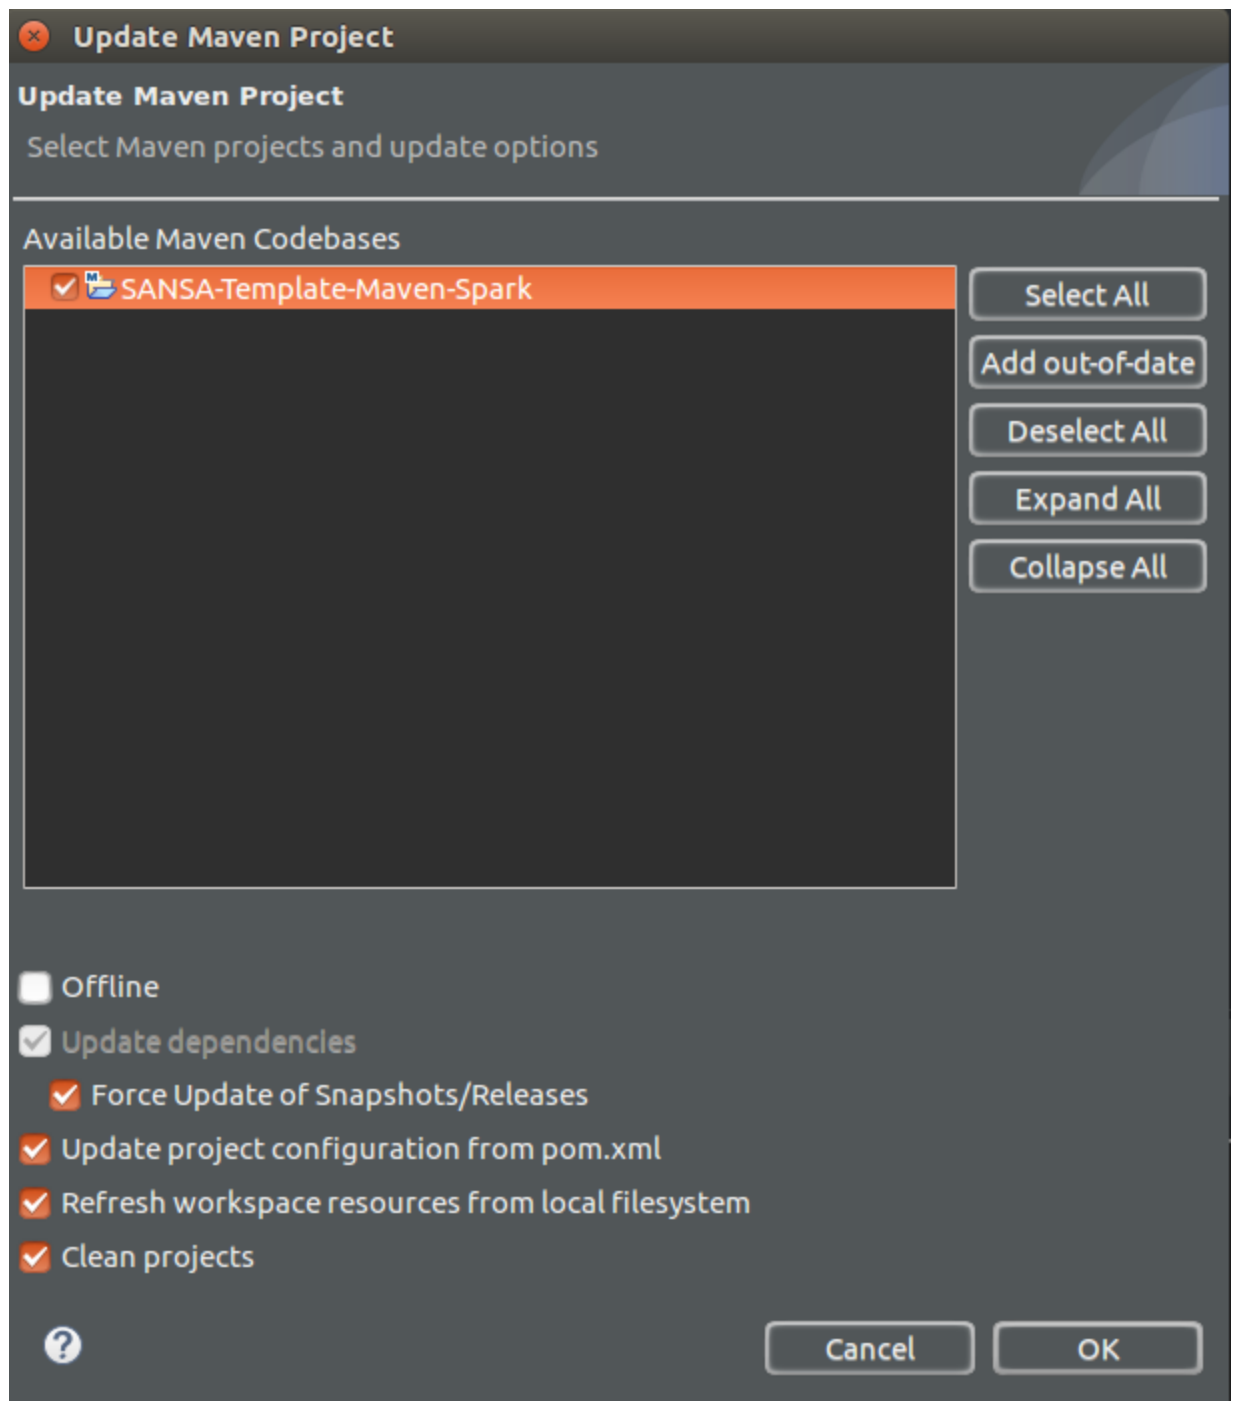 Update Maven Project
Update Maven Project
Select Maven projects and update options
Available Maven Codebases
SANSA-Template-Maven-Spark
Select All
Add out-of-date
Deselect All
Expand All
Collapse All
Offline
Update dependencies
Force Update of Snapshots/Releases
Update project configuration from pom.xml
Refresh workspace resources from local filesystem
Clean projects
Cancel
OK